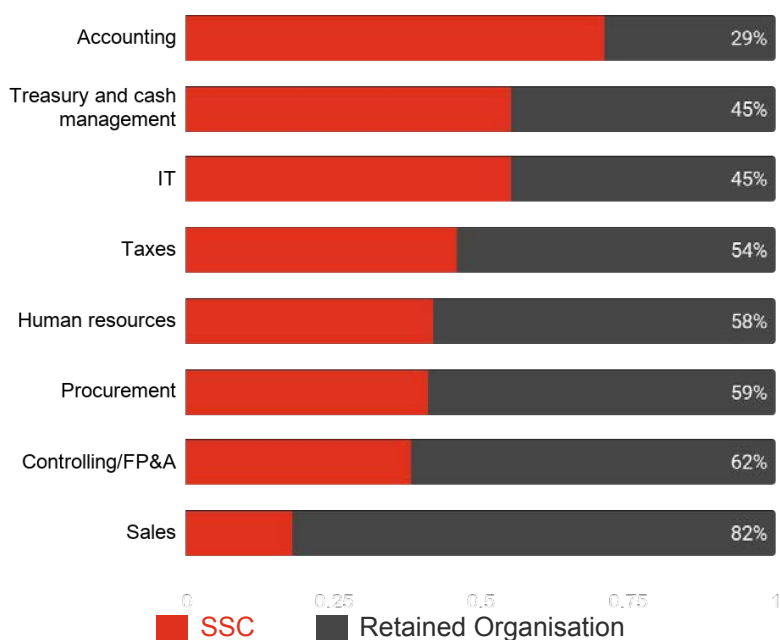 Accounting 29%
Treasury and cash
management 45%
IT 45%
Taxes 54%
Human resources 58%
Procurement 59%
Controlling/FP&A 62%
Sales 82%
0 0.25 0.5 0.75 1
SSC Retained Organisation